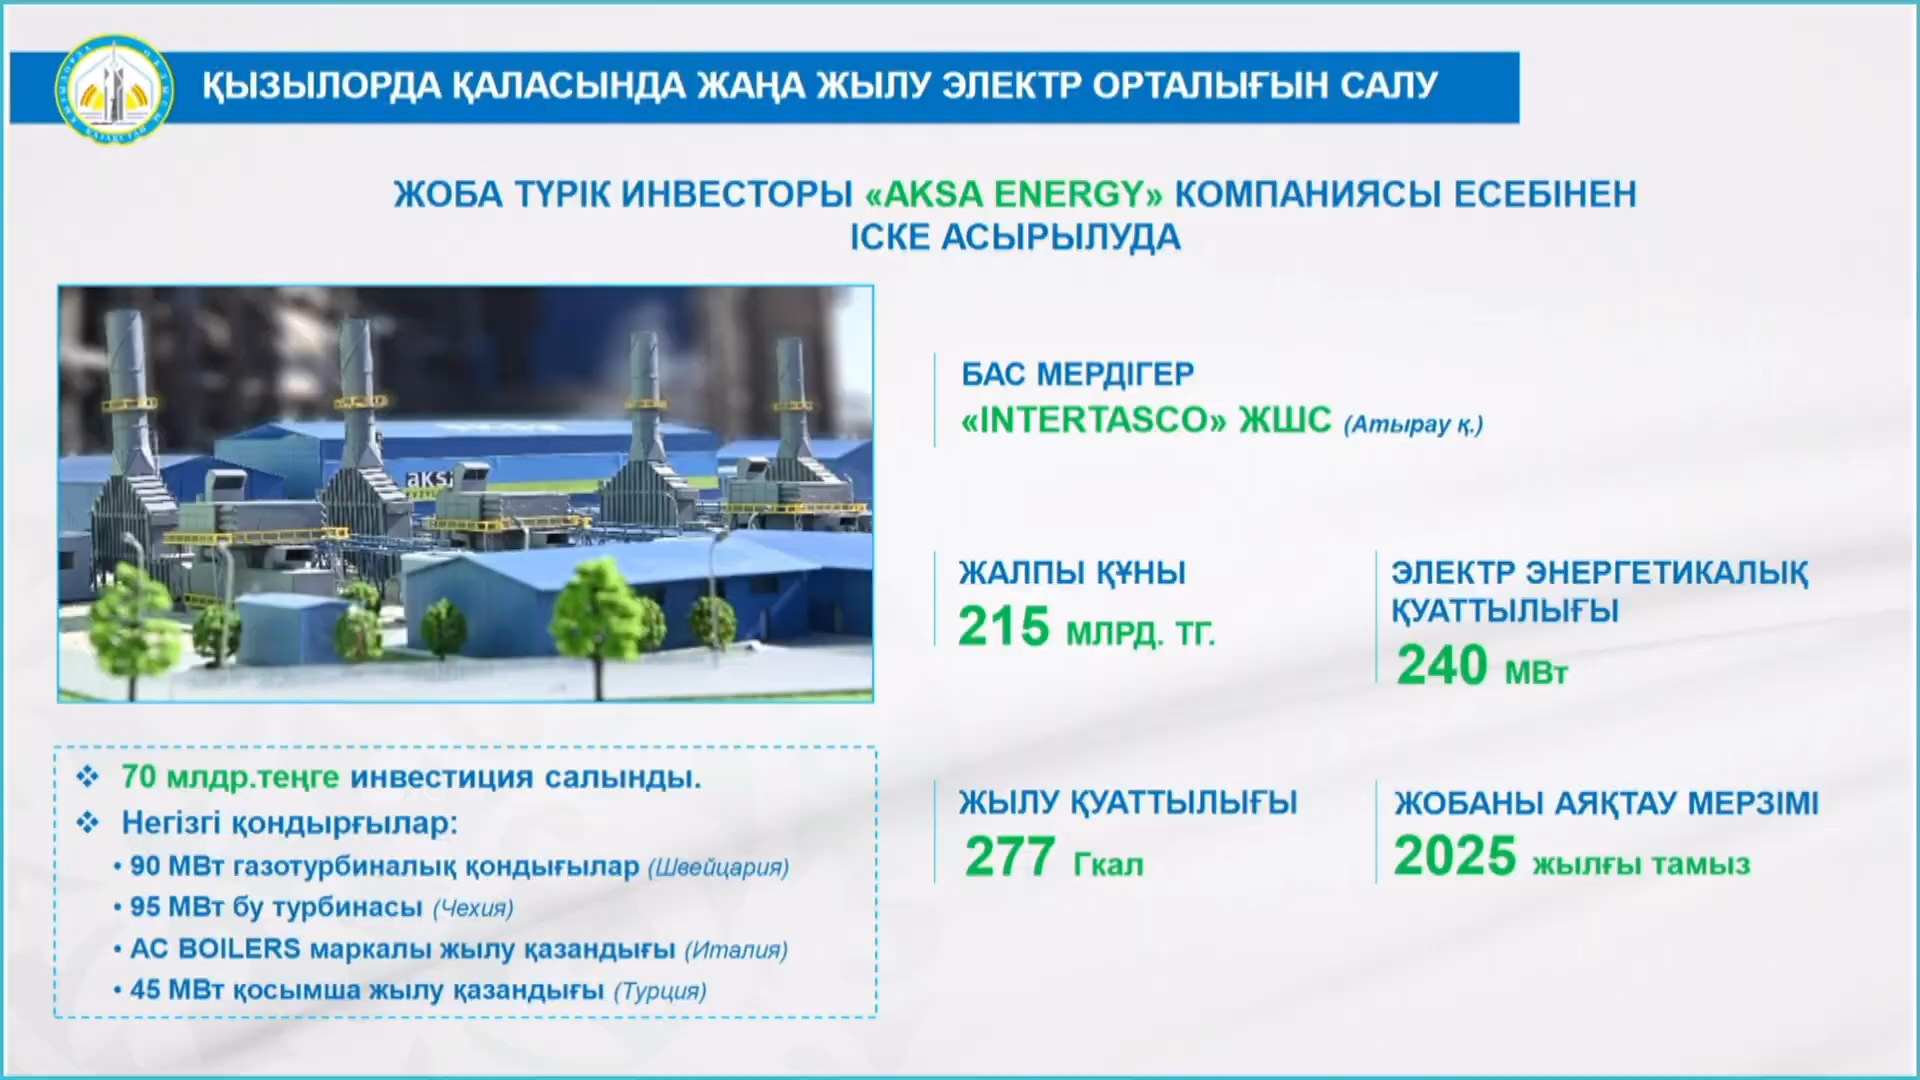 ҚЫЗЫЛОРДА ҚАЛАСЫНДА ЖАҢА ЖЫЛУ ЭЛЕКТР ОРТАЛЫҒЫН САЛУ
ЖОБА ТҮРІК ИНВЕСТОРЫ «AKSA ENERGY» КОМПАНИЯСЫ ЕСЕБІНЕН
ІСКЕ АСЫРЫЛУДА
БАС МЕРДІГЕР
«INTERTASCO» ЖШС (Атырау қ.)
ЖАЛПЫ ҚҰНЫ
215 МЛРД. ТГ.
ЭЛЕКТР ЭНЕРГЕТИКАЛЫҚ
ҚУАТТЫЛЫҒЫ
240 МВт
ЖЫЛУ ҚУАТТЫЛЫҒЫ
277 Гкал
ЖОБАНЫ АЯҚТАУ МЕРЗІМІ
2025 жылғы тамыз
❖ 70 млдр.теңге инвестиция салынды.
❖ Негізгі қондырғылар:
• 90 МВт газотурбиналық қондығылар (Швейцария)
• 95 МВт бу турбинасы (Чехия)
• AC BOILERS маркалы жылу қазандығы (Италия)
• 45 МВт қосымша жылу қазандығы (Турция)